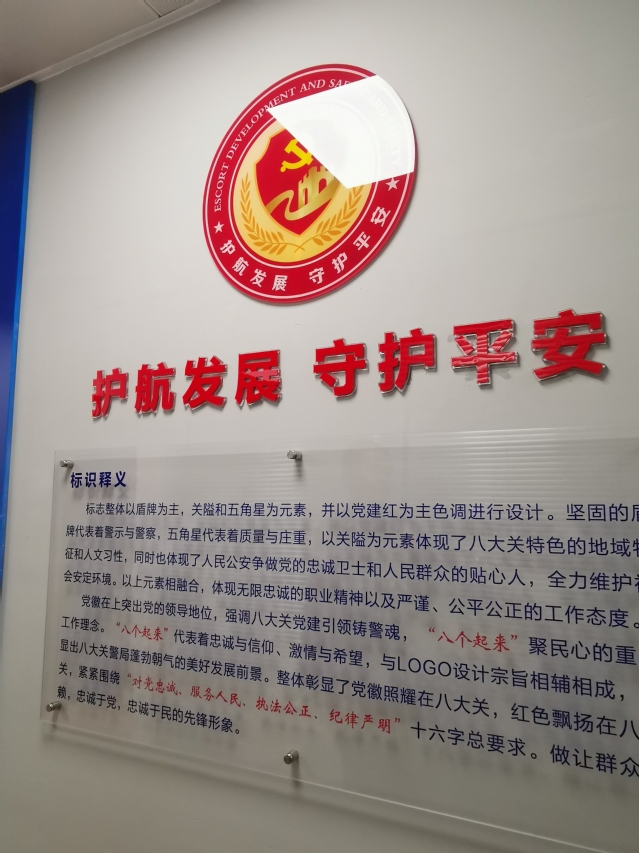 ESCORT DEVELOPMENT AND
护航发展 守护平安
护航发展 守护平安
标识释义
标志整体以盾牌为主，关隘和五角星为元素，并以党建红为主色调进行设计。坚固的盾
牌代表着警示与警察，五角星代表着质量与庄重，以关隘为元素体现了八大关特色的地域特
征和人文习性，同时也体现了人民公安争做党的忠诚卫士和人民群众的贴心人，全力维护
会安定环境。以上元素相融合，体现无限忠诚的职业精神以及严谨、公平公正的工作态度。
党徽在上突出党的领导地位，强调八大关党建引领铸警魂，“八个起来”聚民心的重
工作理念。“八个起来”代表着忠诚与信仰、激情与希望，与LOGO设计宗旨相辅相成，
显出八大关警局蓬勃朝气的美好发展前景。整体彰显了党徽照耀在八大关，红色飘扬在八
关，紧紧围绕“对党忠诚、服务人民、执法公正、纪律严明”十六字总要求。做让群众
赖，忠诚于党，忠诚于民的先锋形象。